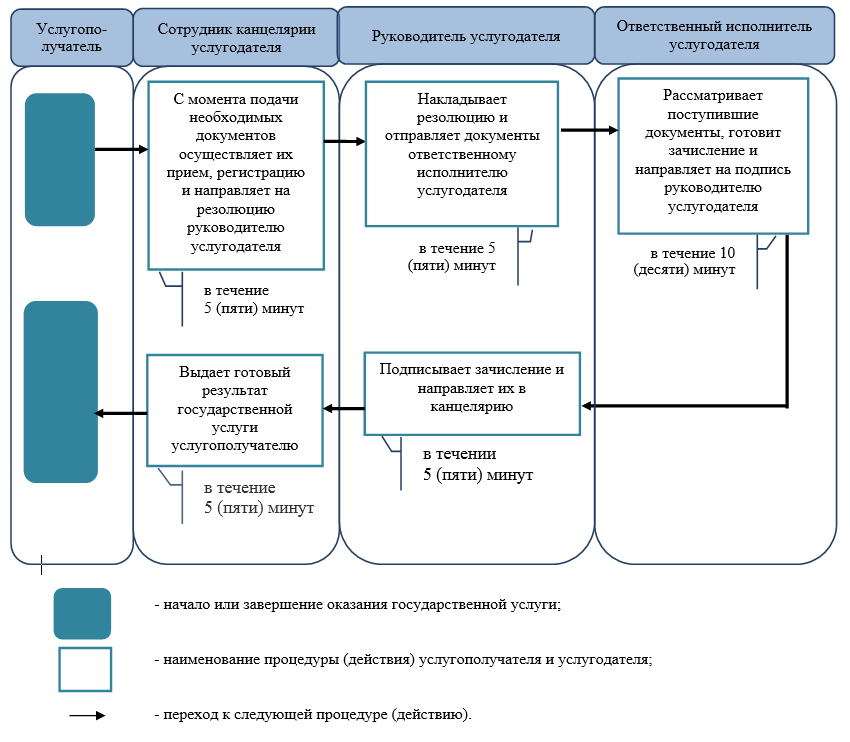 Услугопо-
лучатель
Сотрудник канцелярии
услугодателя
Руководитель услугодателя
Ответственный исполнитель
услугодателя
С момента подачи
необходимых
документов
осуществляет их
прием, регистрацию
и направляет на
резолюцию
руководителю
услугодателя
в течение
5 (пяти) минут
Накладывает
резолюцию и
отправляет документы
ответственному
исполнителю
услугодателя
в течение 5
(пяти) минут
Рассматривает
поступившие
документы, готовит
зачисление и
направляет на подпись
руководителю
услугодателя
в течение 10
(десяти) минут
Подписывает зачисление и
направляет их в
канцелярию
в течении
5 (пяти) минут
Выдает готовый
результат
государственной
услуги
услугополучателю
в течение
5 (пяти) минут
- начало или завершение оказания государственной услуги;
- наименование процедуры (действия) услугополучателя и услугодателя;
- переход к следующей процедуре (действию).